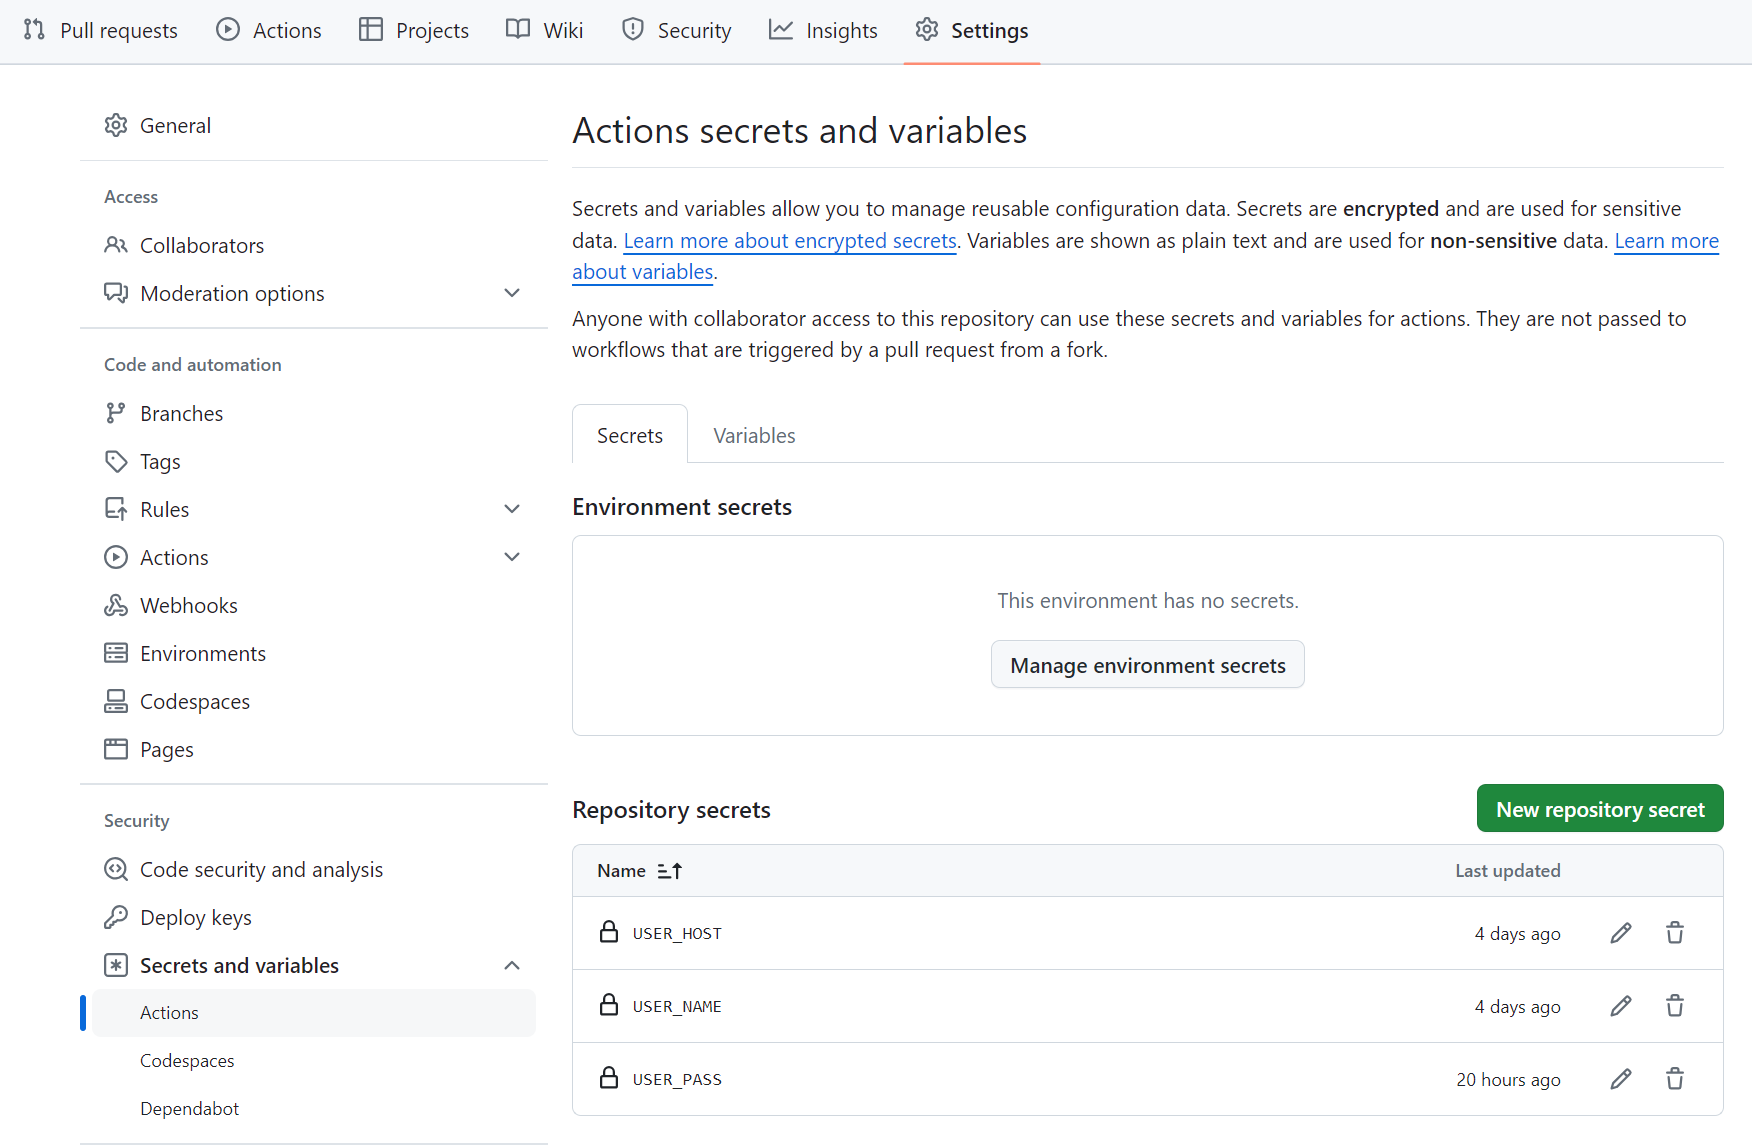 Pull requests Actions Projects Wiki Security Insights Settings
General
Access
Collaborators
Moderation options
Code and automation
Branches
Tags
Rules
Actions
Webhooks
Environments
Codespaces
Pages
Security
Code security and analysis
Deploy keys
Secrets and variables
Actions
Codespaces
Dependabot
Actions secrets and variables
Secrets and variables allow you to manage reusable configuration data. Secrets are encrypted and are used for sensitive
data. Learn more about encrypted secrets. Variables are shown as plain text and are used for non-sensitive data. Learn more
about variables.
Anyone with collaborator access to this repository can use these secrets and variables for actions. They are not passed to
workflows that are triggered by a pull request from a fork.
Secrets Variables
Environment secrets
This environment has no secrets.
Manage environment secrets
Repository secrets New repository secret
Name Last updated
USER_HOST 4 days ago
USER_NAME 4 days ago
USER_PASS 20 hours ago